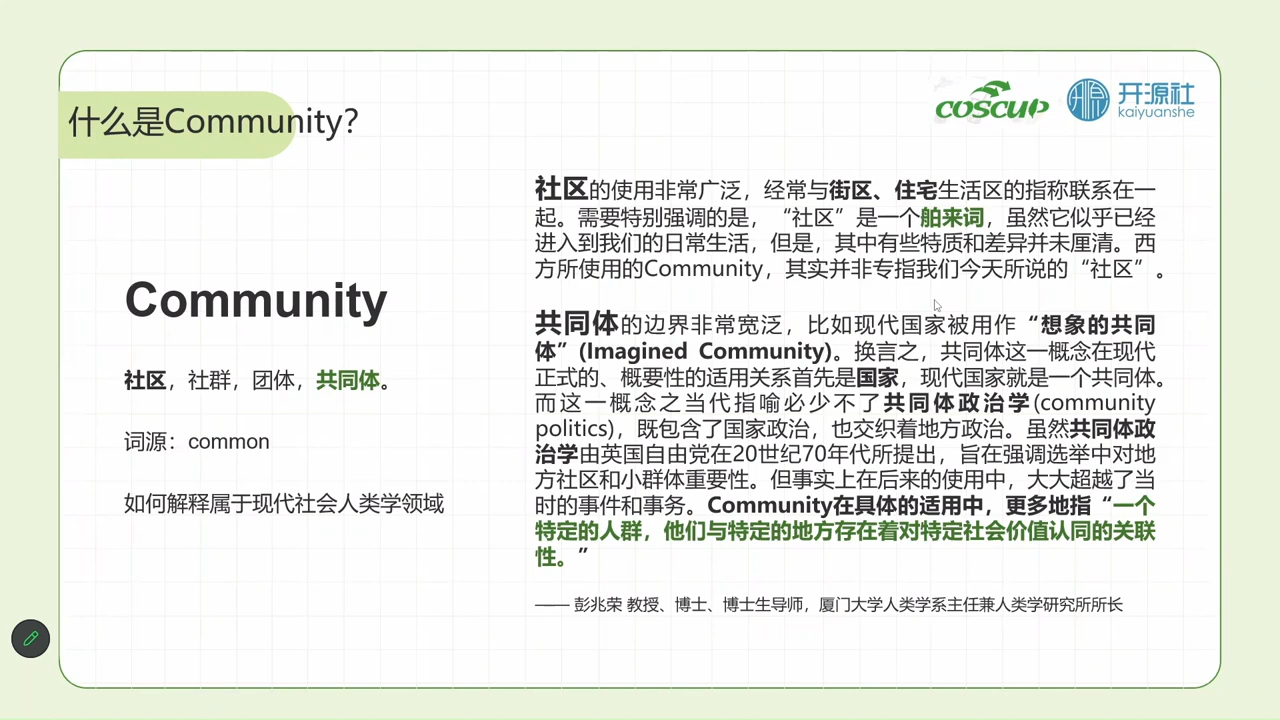 什么是Community?
coscup
开源社
kaiyuanshe
Community
社区，社群，团体，共同体。
词源：common
如何解释属于现代社会人类学领域
社区的使用非常广泛，经常与街区、住宅生活区的指称联系在一
起。需要特别强调的是，“社区”是一个舶来词，虽然它似乎已经
进入到我们的日常生活，但是，其中有些特质和差异并未厘清。西
方所使用的Community，其实并非专指我们今天所说的“社区”。
共同体的边界非常宽泛，比如现代国家被用作“想象的共同
体”(Imagined Community)。换言之，共同体这一概念在现代
正式的、概要性的适用关系首先是国家，现代国家就是一个共同体。
而这一概念之当代指喻必少不了共同体政治学(community
politics)，既包含了国家政治，也交织着地方政治。虽然共同体政
治学由英国自由党在20世纪70年代所提出，旨在强调选举中对地
方社区和小群体重要性。但事实上在后来的使用中，大大超越了当
时的事件和事务。Community在具体的适用中，更多地指“一个
特定的人群，他们与特定的地方存在着对特定社会价值认同的关联
性。”
—— 彭兆荣 教授、博士、博士生导师，厦门大学人类学系主任兼人类学研究所所长